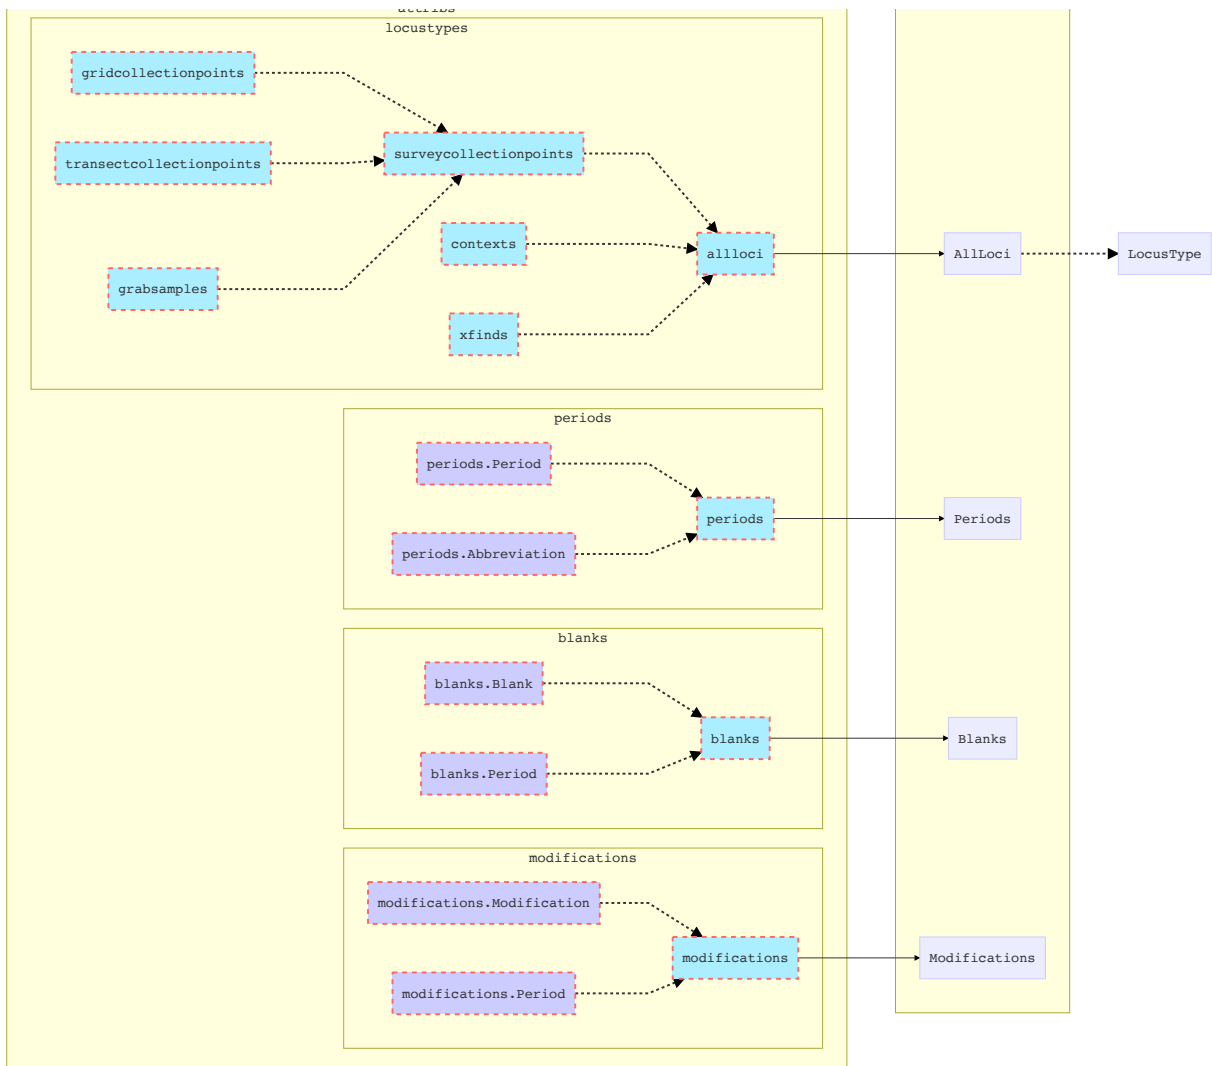 attribs
locustypes
gridcollectionpoints
transectcollectionpoints
surveycollectionpoints
contexts
grabsamples
xfinds
allloci
AllLoci
LocusType
periods
periods.Period
periods.Abbreviation
periods
Periods
blanks
blanks.Blank
blanks.Period
blanks
Blanks
modifications
modifications.Modification
modifications.Period
modifications
Modifications